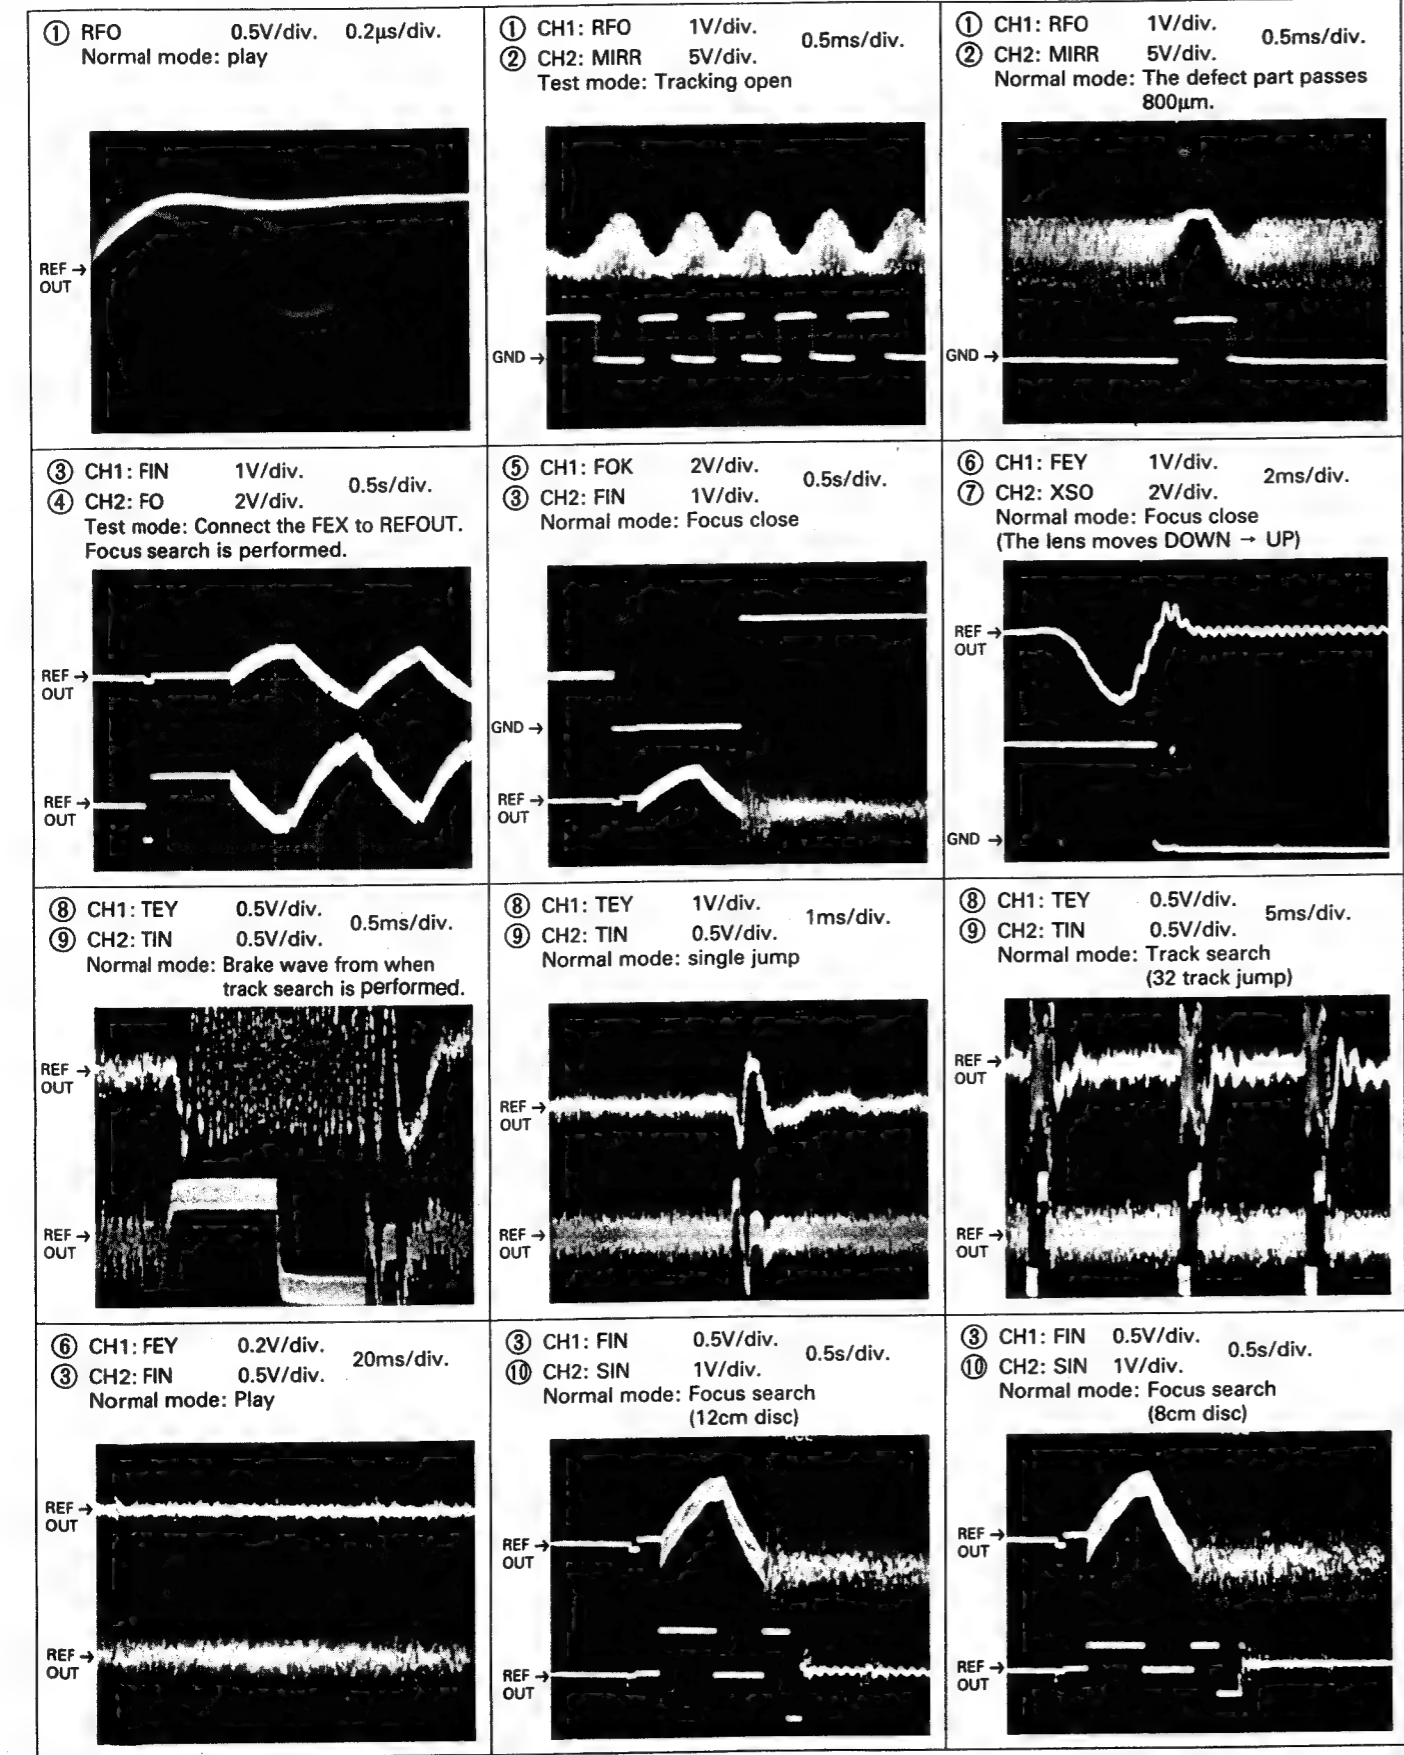 ① RFO 0.5V/div. 0.2μs/div.
Normal mode: play
REF →
OUT
① CH1: RFO 1V/div.
0.5ms/div.
② CH2: MIRR 5V/div.
Test mode: Tracking open
GND →
① CH1: RFO 1V/div.
0.5ms/div.
② CH2: MIRR 5V/div.
Normal mode: The defect part passes
800μm.
GND →
③ CH1: FIN 1V/div.
0.5s/div.
④ CH2: FO 2V/div.
Test mode: Connect the FEX to REFOUT.
Focus search is performed.
REF →
OUT
REF →
OUT
⑤ CH1: FOK 2V/div.
0.5s/div.
③ CH2: FIN 1V/div.
Normal mode: Focus close
GND →
REF →
OUT
⑥ CH1: FEY 1V/div.
2ms/div.
⑦ CH2: XSO 2V/div.
Normal mode: Focus close
(The lens moves DOWN → UP)
REF →
OUT
GND →
⑧ CH1: TEY 0.5V/div.
0.5ms/div.
⑨ CH2: TIN 0.5V/div.
Normal mode: Brake wave from when
track search is performed.
REF →
OUT
REF →
OUT
⑧ CH1: TEY 1V/div.
1ms/div.
⑨ CH2: TIN 0.5V/div.
Normal mode: single jump
REF →
OUT
REF →
OUT
⑧ CH1: TEY 0.5V/div.
5ms/div.
⑨ CH2: TIN 0.5V/div.
Normal mode: Track search
(32 track jump)
REF →
OUT
REF →
OUT
⑥ CH1: FEY 0.2V/div.
20ms/div.
③ CH2: FIN 0.5V/div.
Normal mode: Play
REF →
OUT
REF →
OUT
③ CH1: FIN 0.5V/div.
0.5s/div.
⑩ CH2: SIN 1V/div.
Normal mode: Focus search
(12cm disc)
REF →
OUT
REF →
OUT
③ CH1: FIN 0.5V/div.
0.5s/div.
⑩ CH2: SIN 1V/div.
Normal mode: Focus search
(8cm disc)
REF →
OUT
REF →
OUT